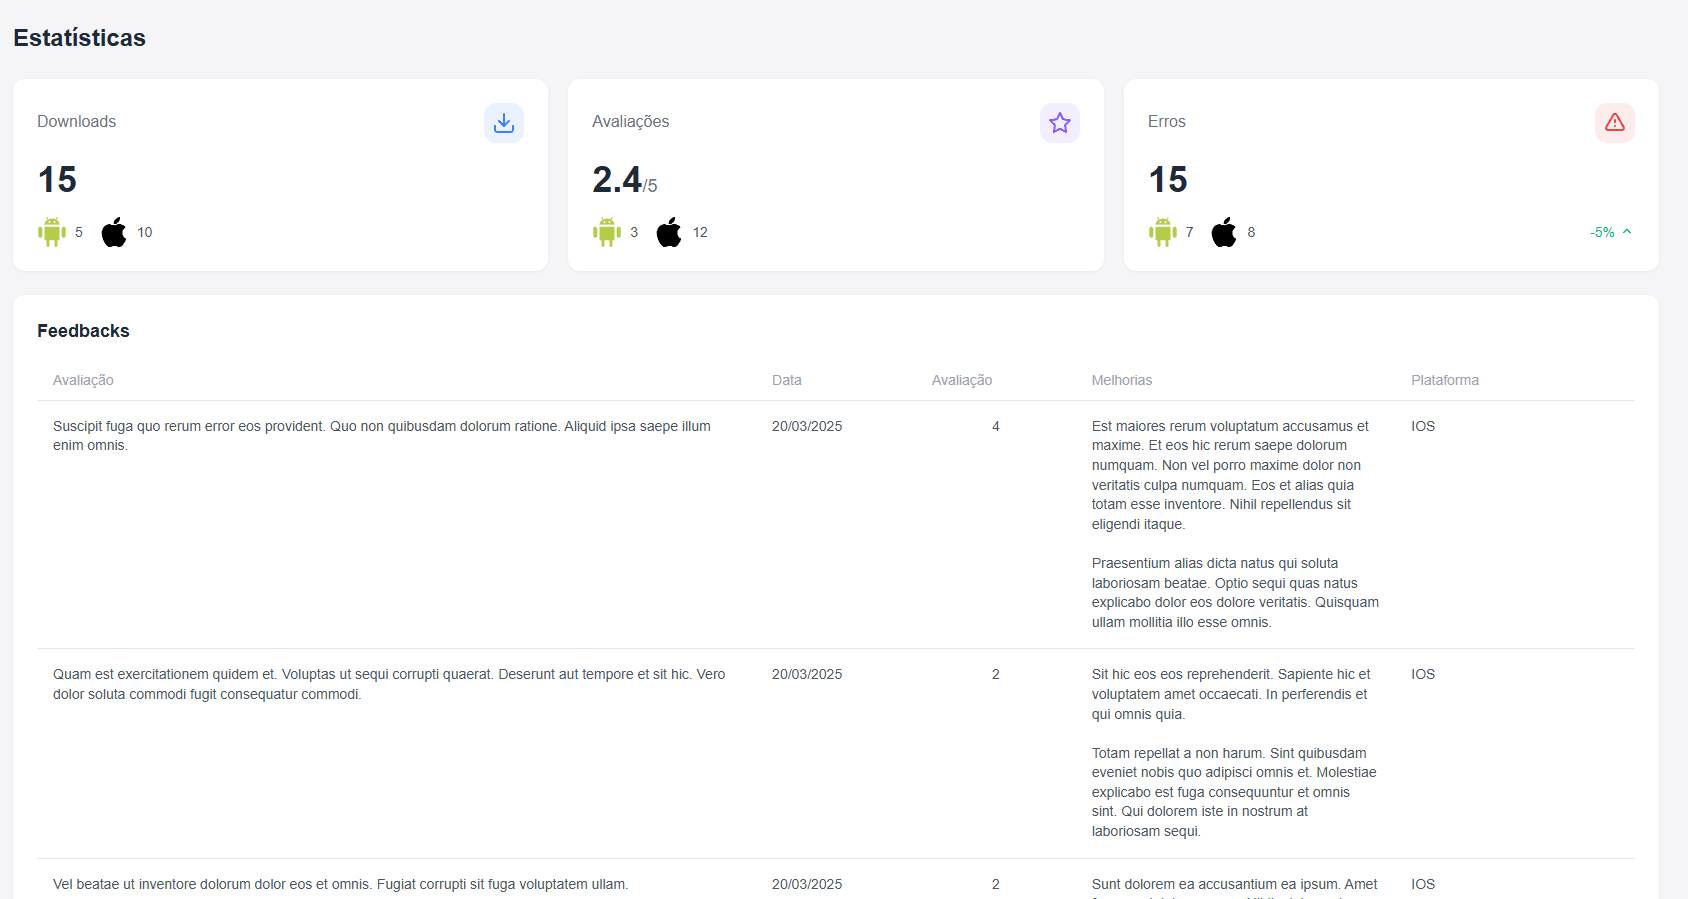 Estatísticas
Downloads
Avaliações
Erros
15
2.4/5
15
5 10
3 12
7 8
-5%
Feedbacks
Avaliação Data Avaliação Melhorias Plataforma
Suscipit fuga quo rerum error eos provident. Quo non quibusdam dolorum ratione. Aliquid ipsa saepe illum
enim omnis.
20/03/2025
4
Est maiores rerum voluptatum accusamus et
maxime. Et eos hic rerum saepe dolorum
numquam. Non vel porro maxime dolor non
veritatis culpa numquam. Eos et alias quia
totam esse inventore. Nihil repellendus sit
eligendi itaque.
Praesentium alias dicta natus qui soluta
laboriosam beatae. Optio sequi quas natus
explicabo dolor eos dolore veritatis. Quisquam
ullam mollitia illo esse omnis.
IOS
Quam est exercitationem quidem et. Voluptas ut sequi corrupti quaerat. Deserunt aut tempore et sit hic. Vero
dolor soluta commodi fugit consequatur commodi.
20/03/2025
2
Sit hic eos eos reprehenderit. Sapiente hic et
voluptatem amet occaecati. In perferendis et
qui omnis quia.
Totam repellat a non harum. Sint quibusdam
eveniet nobis quo adipisci omnis et. Molestiae
explicabo est fuga consequuntur et omnis
sint. Qui dolorem iste in nostrum at
laboriosam sequi.
IOS
Vel beatae ut inventore dolorum dolor eos et omnis. Fugiat corrupti sit fuga voluptatem ullam.
20/03/2025
2
Sunt dolorem ea accusantium ea ipsum. Amet
IOS